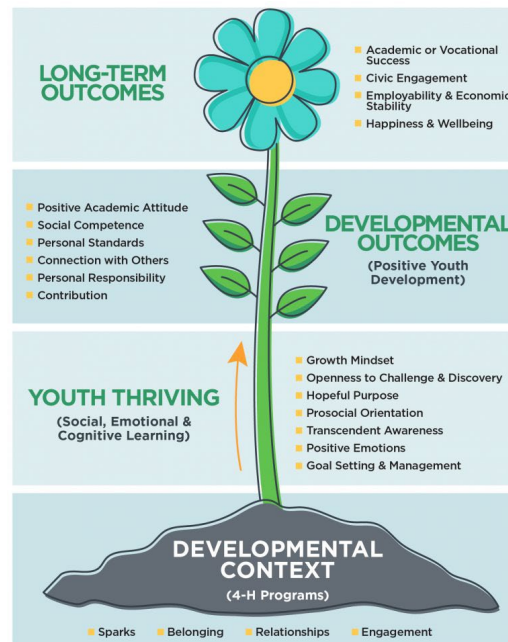 LONG-TERM
OUTCOMES
Academic or Vocational
Success
Civic Engagement
Employability & Economic
Stability
Happiness & Wellbeing
Positive Academic Attitude
Social Competence
Personal Standards
Connection with Others
Personal Responsibility
Contribution
DEVELOPMENTAL
OUTCOMES
(Positive Youth
Development)
YOUTH THRIVING
(Social, Emotional &
Cognitive Learning)
Growth Mindset
Openness to Challenge & Discovery
Hopeful Purpose
Prosocial Orientation
Transcendent Awareness
Positive Emotions
Goal Setting & Management
DEVELOPMENTAL
CONTEXT
(4-H Programs)
Sparks Belonging Relationships Engagement